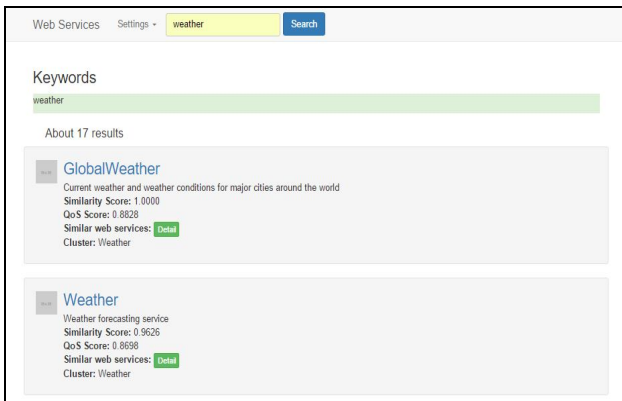 Web Services Settings weather Search
Keywords
weather
About 17 results
GlobalWeather
Current weather and weather conditions for major cities around the world
Similarity Score: 1.0000
QoS Score: 0.8828
Similar web services: Detail
Cluster: Weather
Weather
Weather forecasting service
Similarity Score: 0.9626
QoS Score: 0.8698
Similar web services: Detail
Cluster: Weather